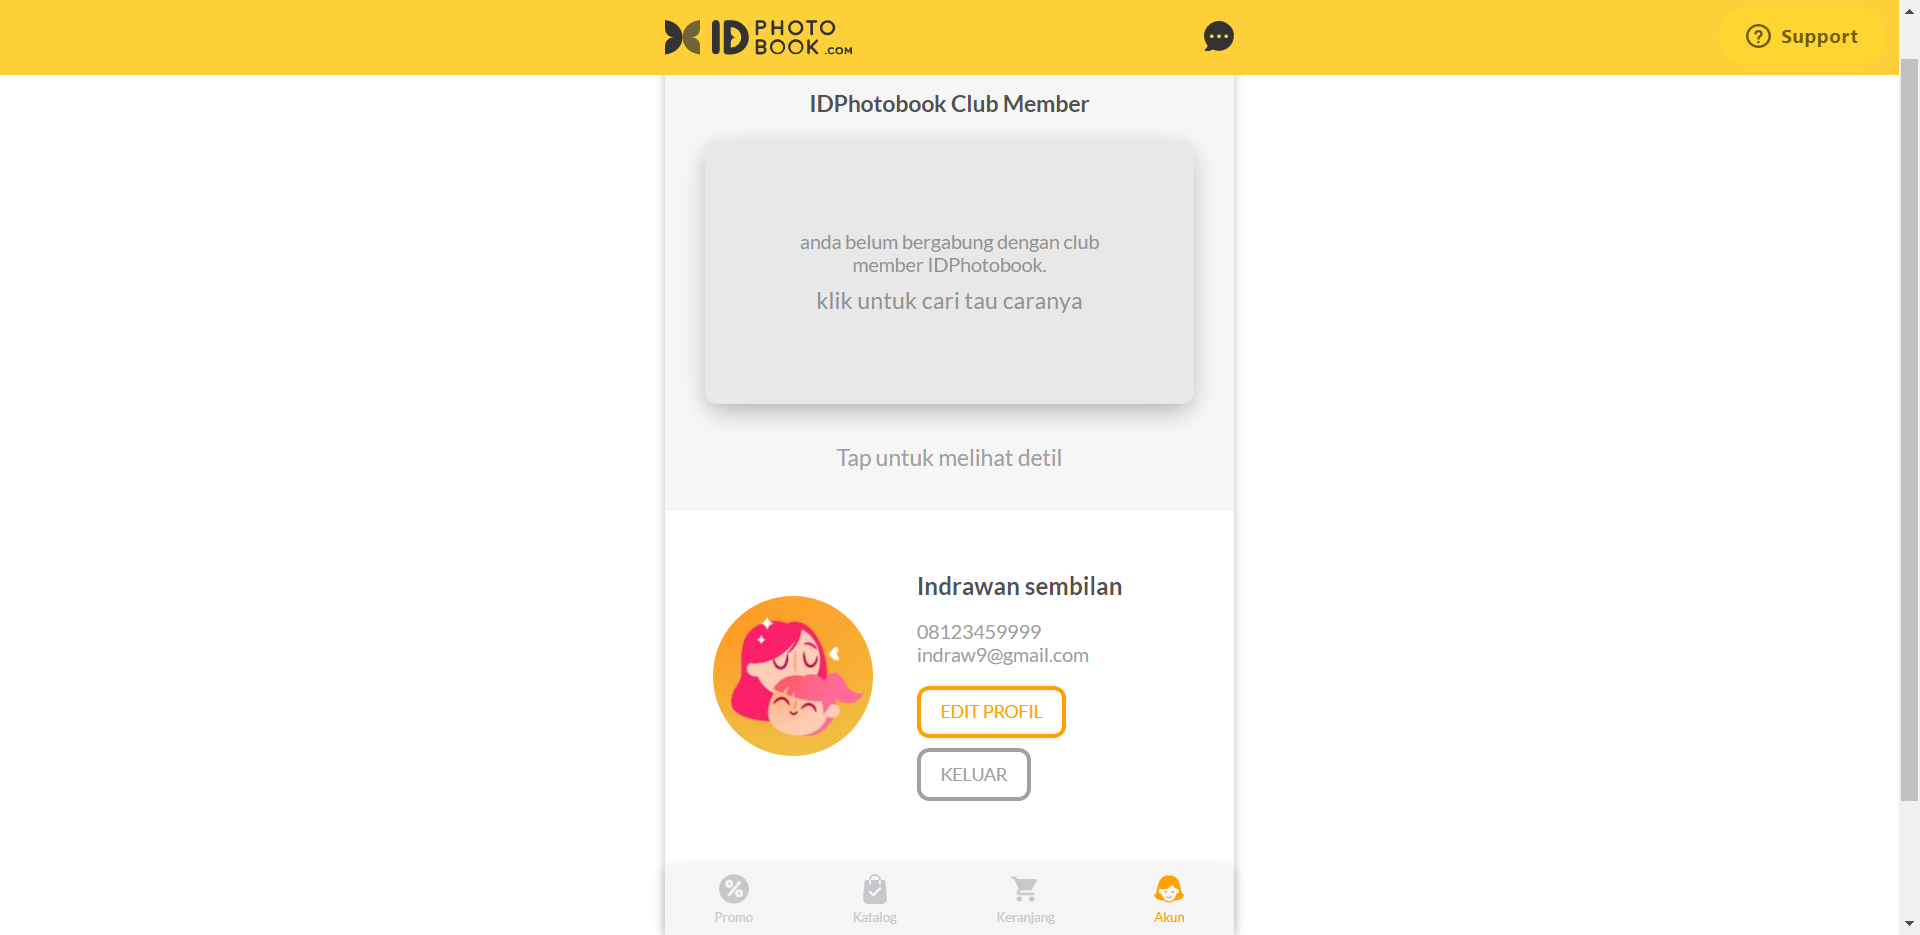 ID PHOTO BOOK .COM
Support
IDPhotobook Club Member
anda belum bergabung dengan club
member IDPhotobook.
klik untuk cari tau caranya
Tap untuk melihat detil
Indrawan sembilan
08123459999
indraw9@gmail.com
EDIT PROFIL
KELUAR
Promo
Katalog
Keranjang
Akun